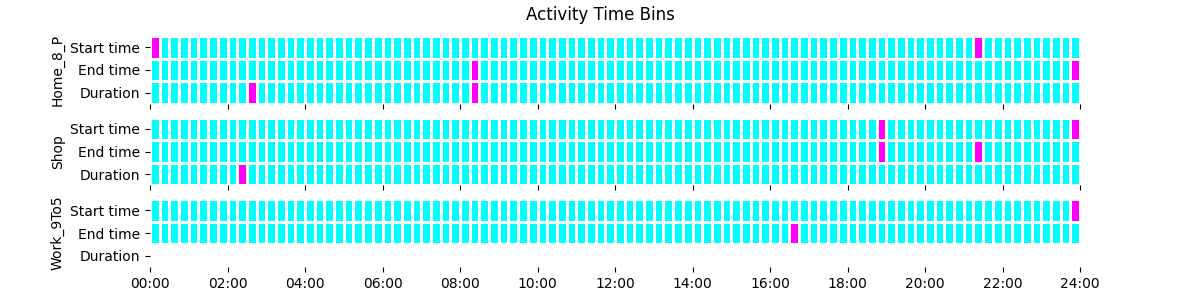 Activity Time Bins
Home_8_P
Start time
End time
Duration
Shop
Start time
End time
Duration
Work_9To5
Start time
End time
Duration
00:00 02:00 04:00 06:00 08:00 10:00 12:00 14:00 16:00 18:00 20:00 22:00 24:00